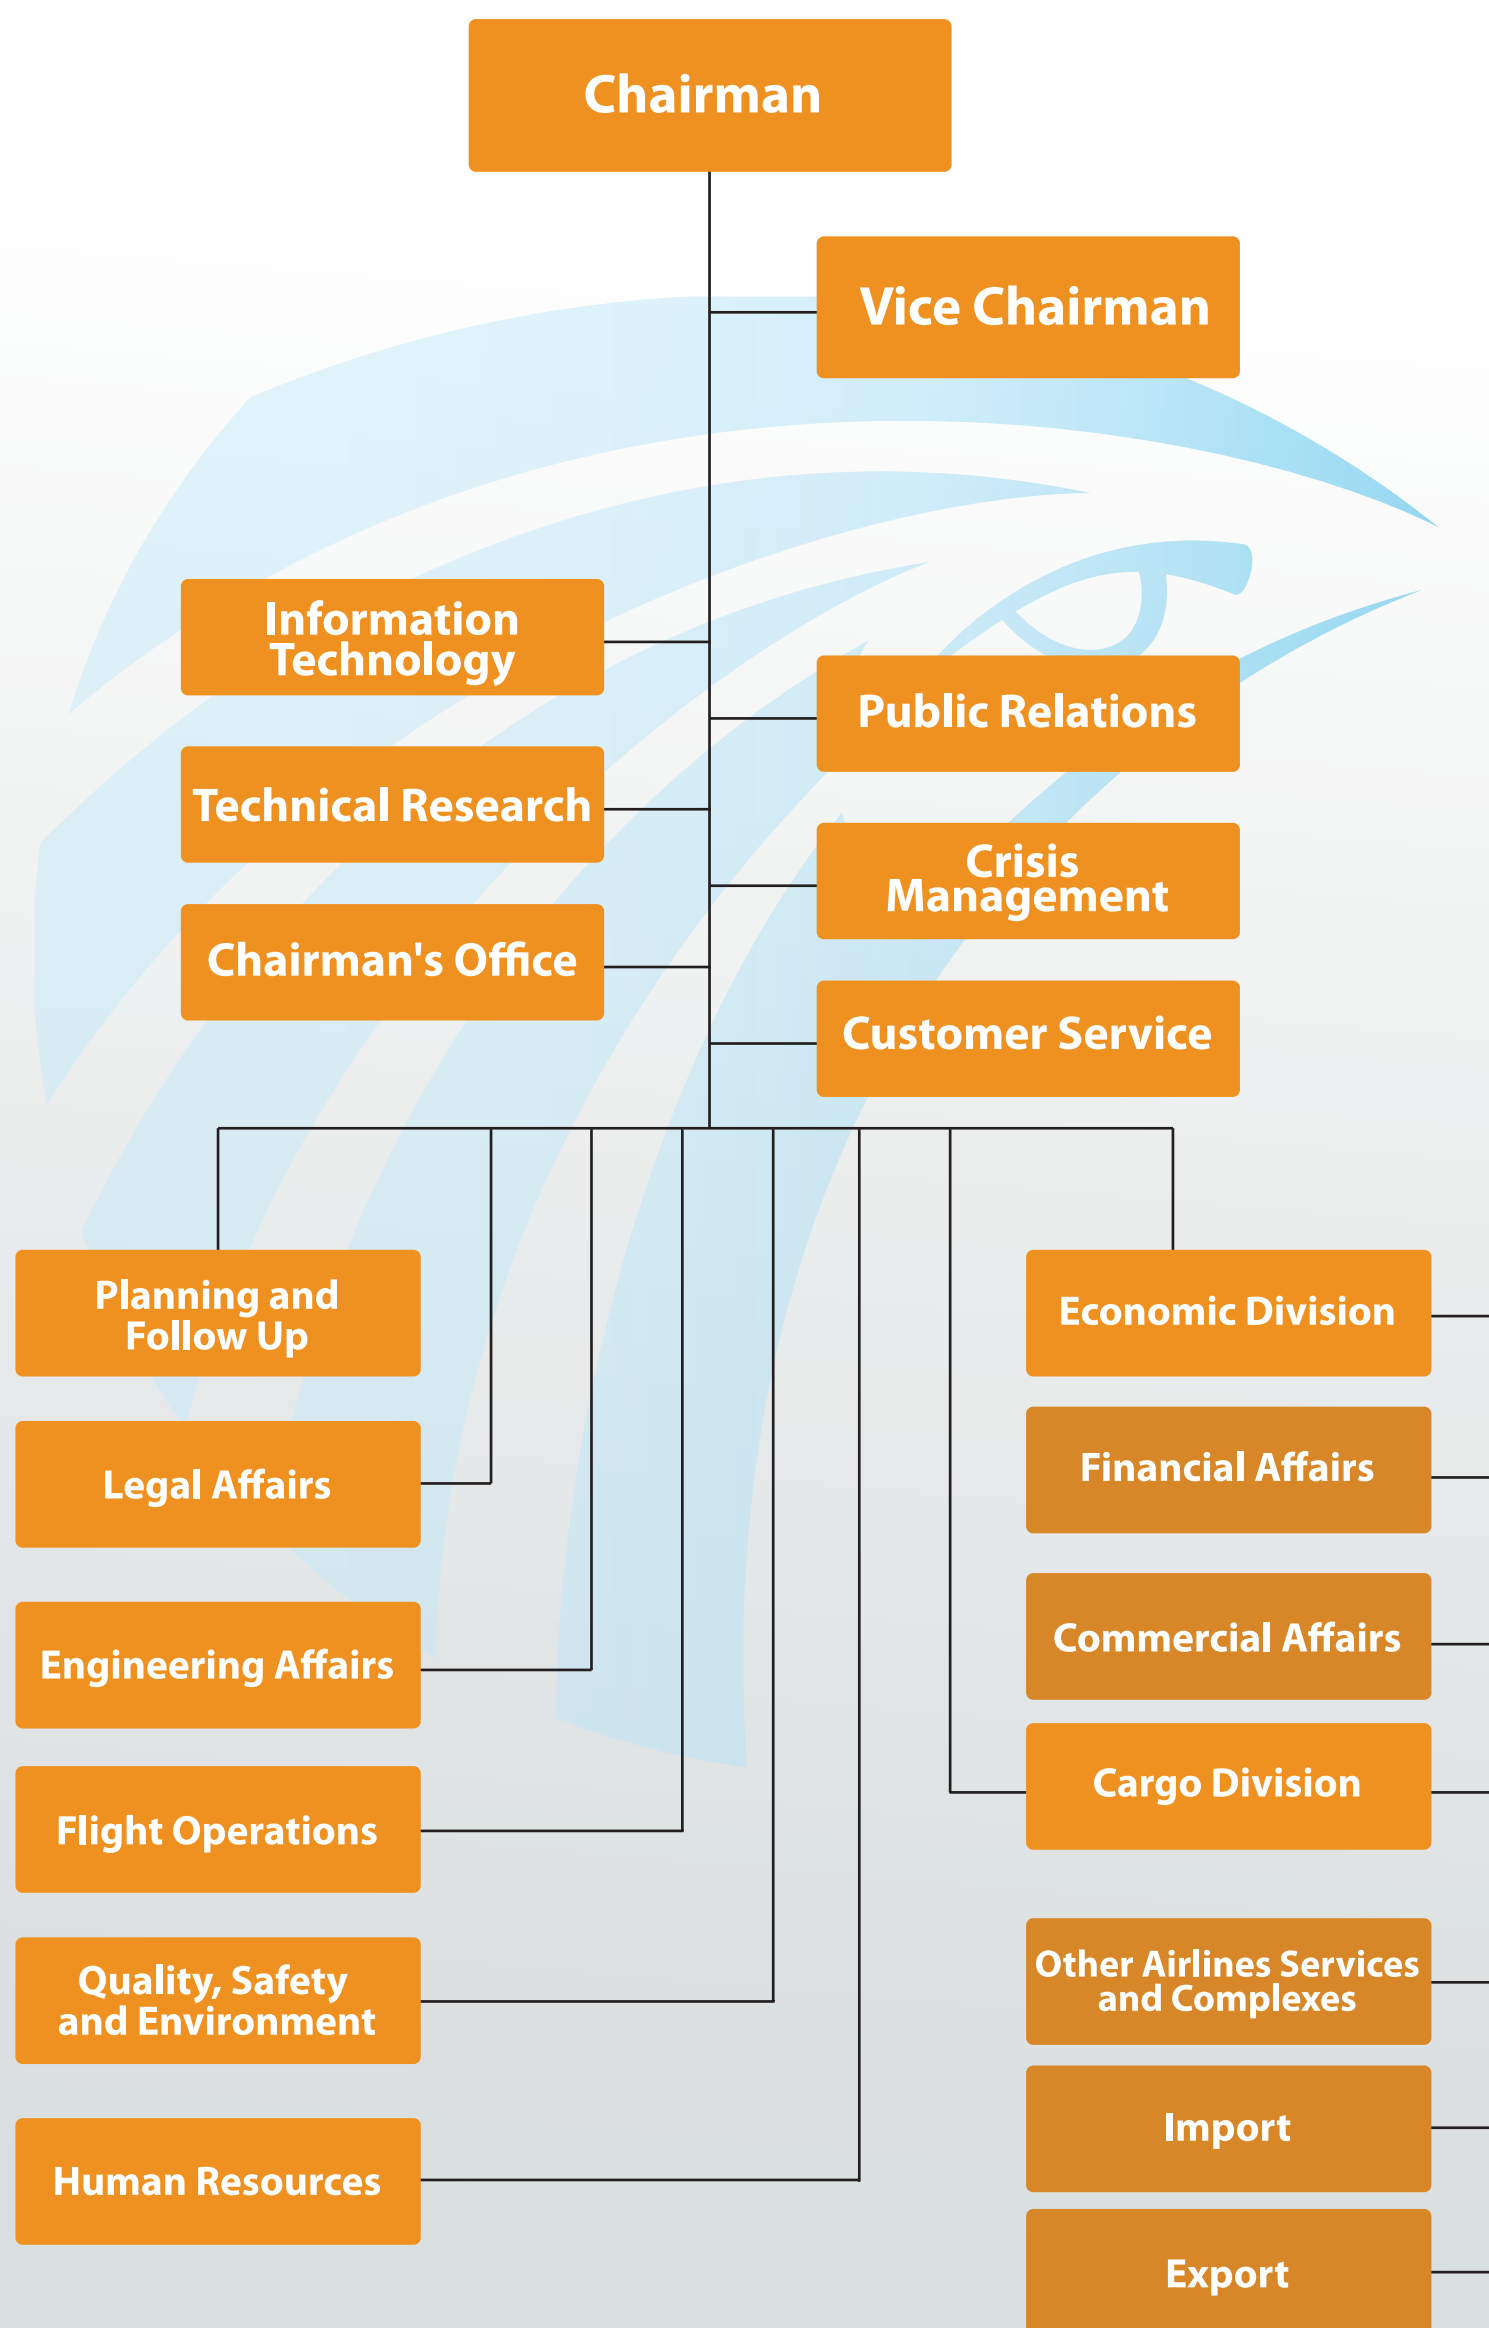 Chairman
Vice Chairman
Information
Technology
Public Relations
Technical Research
Crisis
Management
Chairman's Office
Customer Service
Planning and
Follow Up
Legal Affairs
Engineering Affairs
Flight Operations
Quality, Safety
and Environment
Human Resources
Economic Division
Financial Affairs
Commercial Affairs
Cargo Division
Other Airlines Services
and Complexes
Import
Export